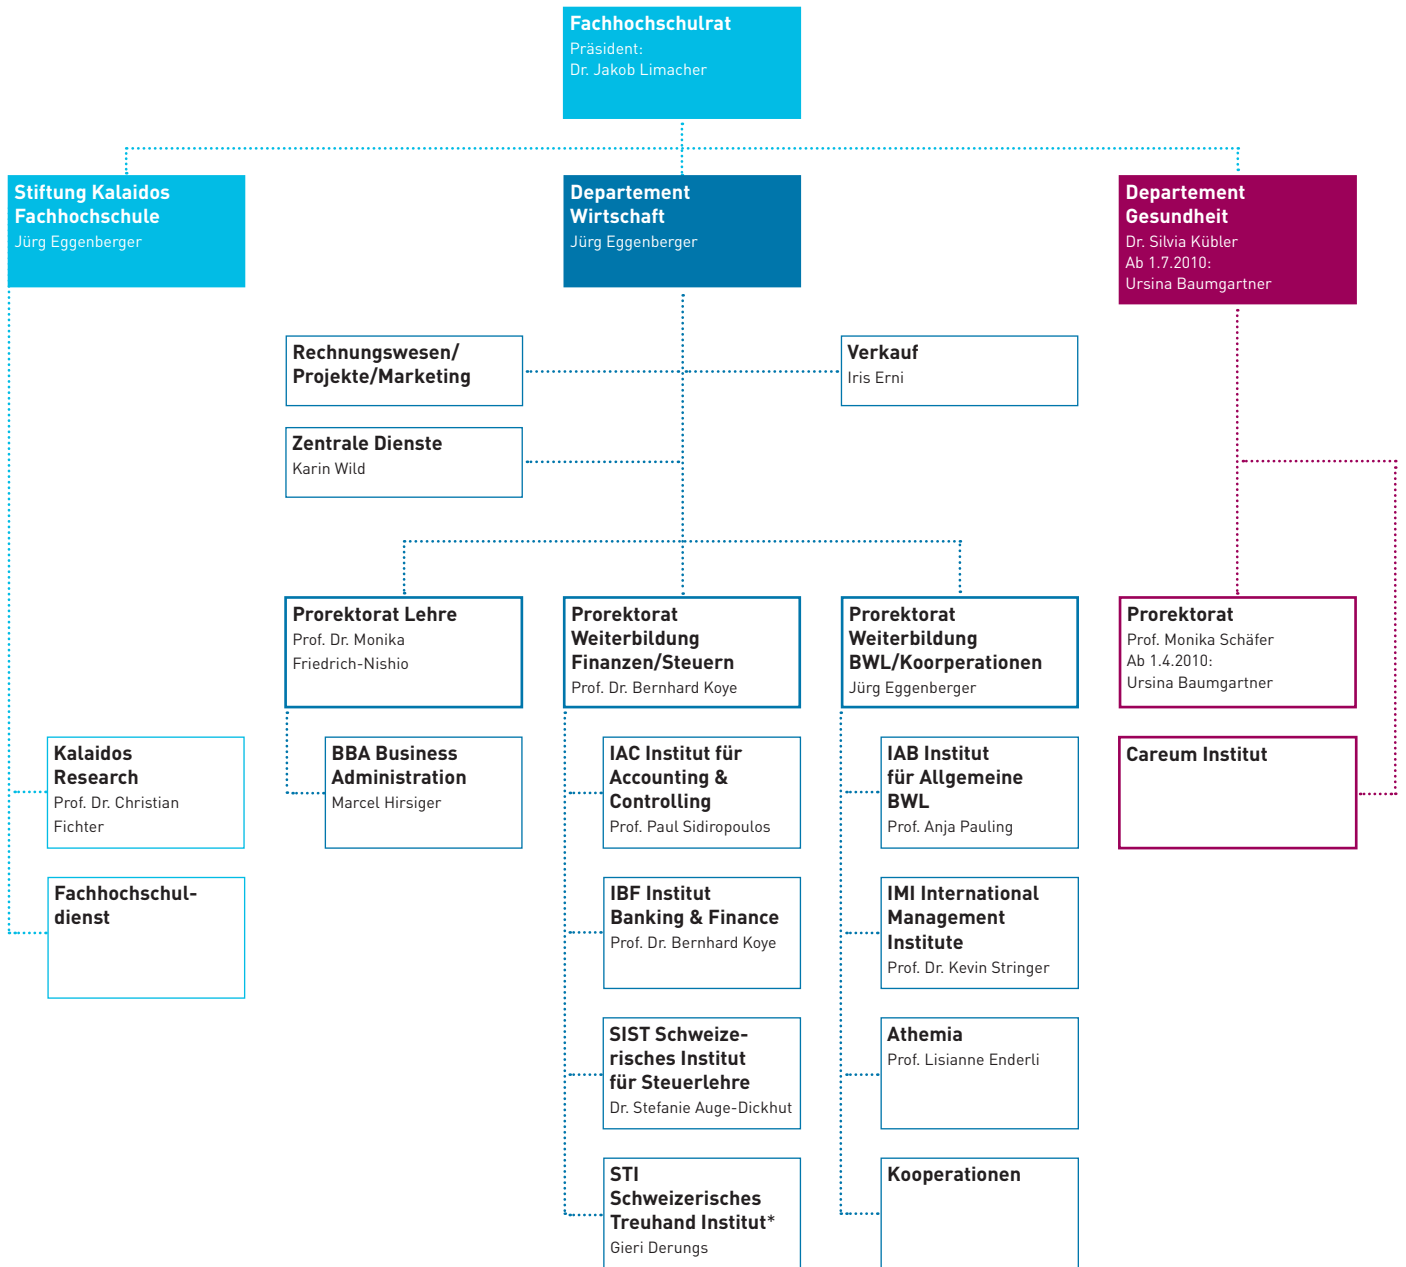 Fachhochschulrat
Präsident:
Dr. Jakob Limacher
Stiftung Kalaidos
Fachhochschule
Jürg Eggenberger
Departement
Wirtschaft
Jürg Eggenberger
Departement
Gesundheit
Dr. Silvia Kübler
Ab 1.7.2010:
Ursina Baumgartner
Rechnungswesen/
Projekte/Marketing
Verkauf
Iris Erni
Zentrale Dienste
Karin Wild
Prorektorat Lehre
Prof. Dr. Monika
Friedrich-Nishio
Prorektorat
Weiterbildung
Finanzen/Steuern
Prof. Dr. Bernhard Koye
Prorektorat
Weiterbildung
BWL/Koorperationen
Jürg Eggenberger
Prorektorat
Prof. Monika Schäfer
Ab 1.4.2010:
Ursina Baumgartner
Kalaidos
Research
Prof. Dr. Christian
Fichter
BBA Business
Administration
Marcel Hirsiger
IAC Institut für
Accounting &
Controlling
Prof. Paul Sidiropoulos
IAB Institut
für Allgemeine
BWL
Prof. Anja Pauling
Careum Institut
Fachhochschul-
dienst
IBF Institut
Banking & Finance
Prof. Dr. Bernhard Koye
IMI International
Management
Institute
Prof. Dr. Kevin Stringer
SIST Schweize-
risches Institut
für Steuerlehre
Dr. Stefanie Auge-Dickhut
Athemia
Prof. Lisianne Enderli
STI
Schweizerisches
Treuhand Institut*
Gieri Derungs
Kooperationen